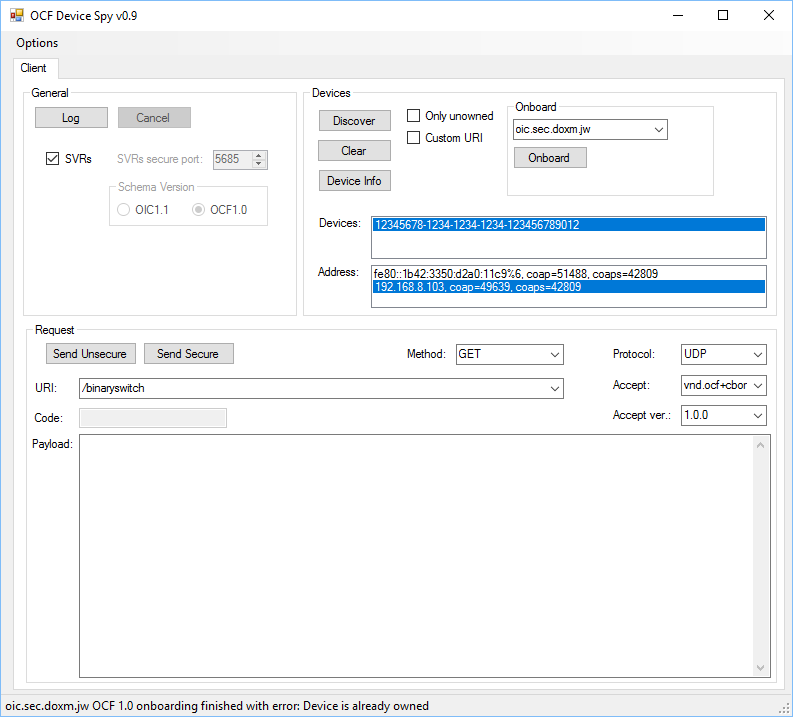 OCF Device Spy v0.9
Options
Client
General
Log
Cancel
SVRs
SVRs secure port:
5685
Schema Version
OIC1.1
OCF1.0
Devices
Discover
Clear
Device Info
Only unowned
Custom URI
Onboard
oic.sec.doxm.jw
Onboard
Devices:
12345678-1234-1234-1234-123456789012
Address:
fe80::1b42:3350:d2a0:11c9%6, coap=51488, coaps=42809
192.168.8.103, coap=49639, coaps=42809
Request
Send Unsecure
Send Secure
Method:
GET
Protocol:
UDP
URI:
/binaryswitch
Accept:
vnd.ocf+cbor
Code:
Accept ver.:
1.0.0
Payload:
oic.sec.doxm.jw OCF 1.0 onboarding finished with error: Device is already owned